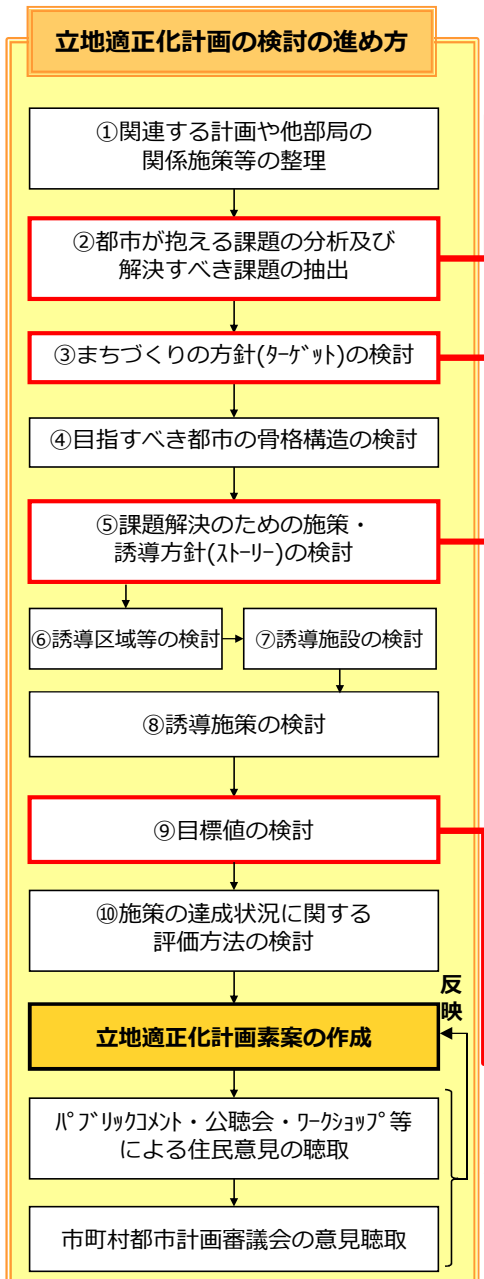 立地適正化計画の検討の進め方
①関連する計画や他部局の
関係施策等の整理
②都市が抱える課題の分析及び
解決すべき課題の抽出
③まちづくりの方針(ﾀｰｹﾞｯﾄ)の検討
④目指すべき都市の骨格構造の検討
⑤課題解決のための施策・
誘導方針(ｽﾄｰﾘｰ)の検討
⑥誘導区域等の検討
⑦誘導施設の検討
⑧誘導施策の検討
⑨目標値の検討
⑩施策の達成状況に関する
評価方法の検討
反映
立地適正化計画素案の作成
ﾊﾟﾌﾞﾘｯｸｺﾒﾝﾄ・公聴会・ﾜｰｸｼｮｯﾌﾟ等
による住民意見の聴取
市町村都市計画審議会の意見聴取